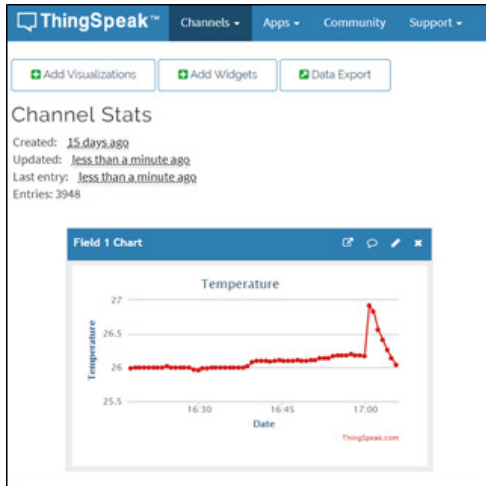 ThingSpeak™ Channels Apps Community Support
Add Visualizations Add Widgets Data Export
Channel Stats
Created: 15 days ago
Updated: less than a minute ago
Last entry: less than a minute ago
Entries: 3948
Field 1 Chart
Temperature
Temperature
27
26.5
26
25.5
16:30 16:45 17:00
Date
ThingSpeak.com